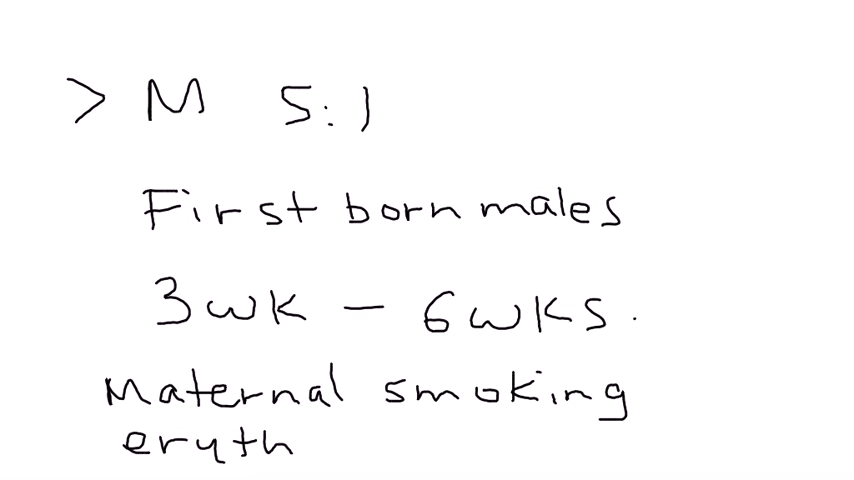 > M 5:1
First born males
3wk - 6wks.
Maternal smoking
eryth